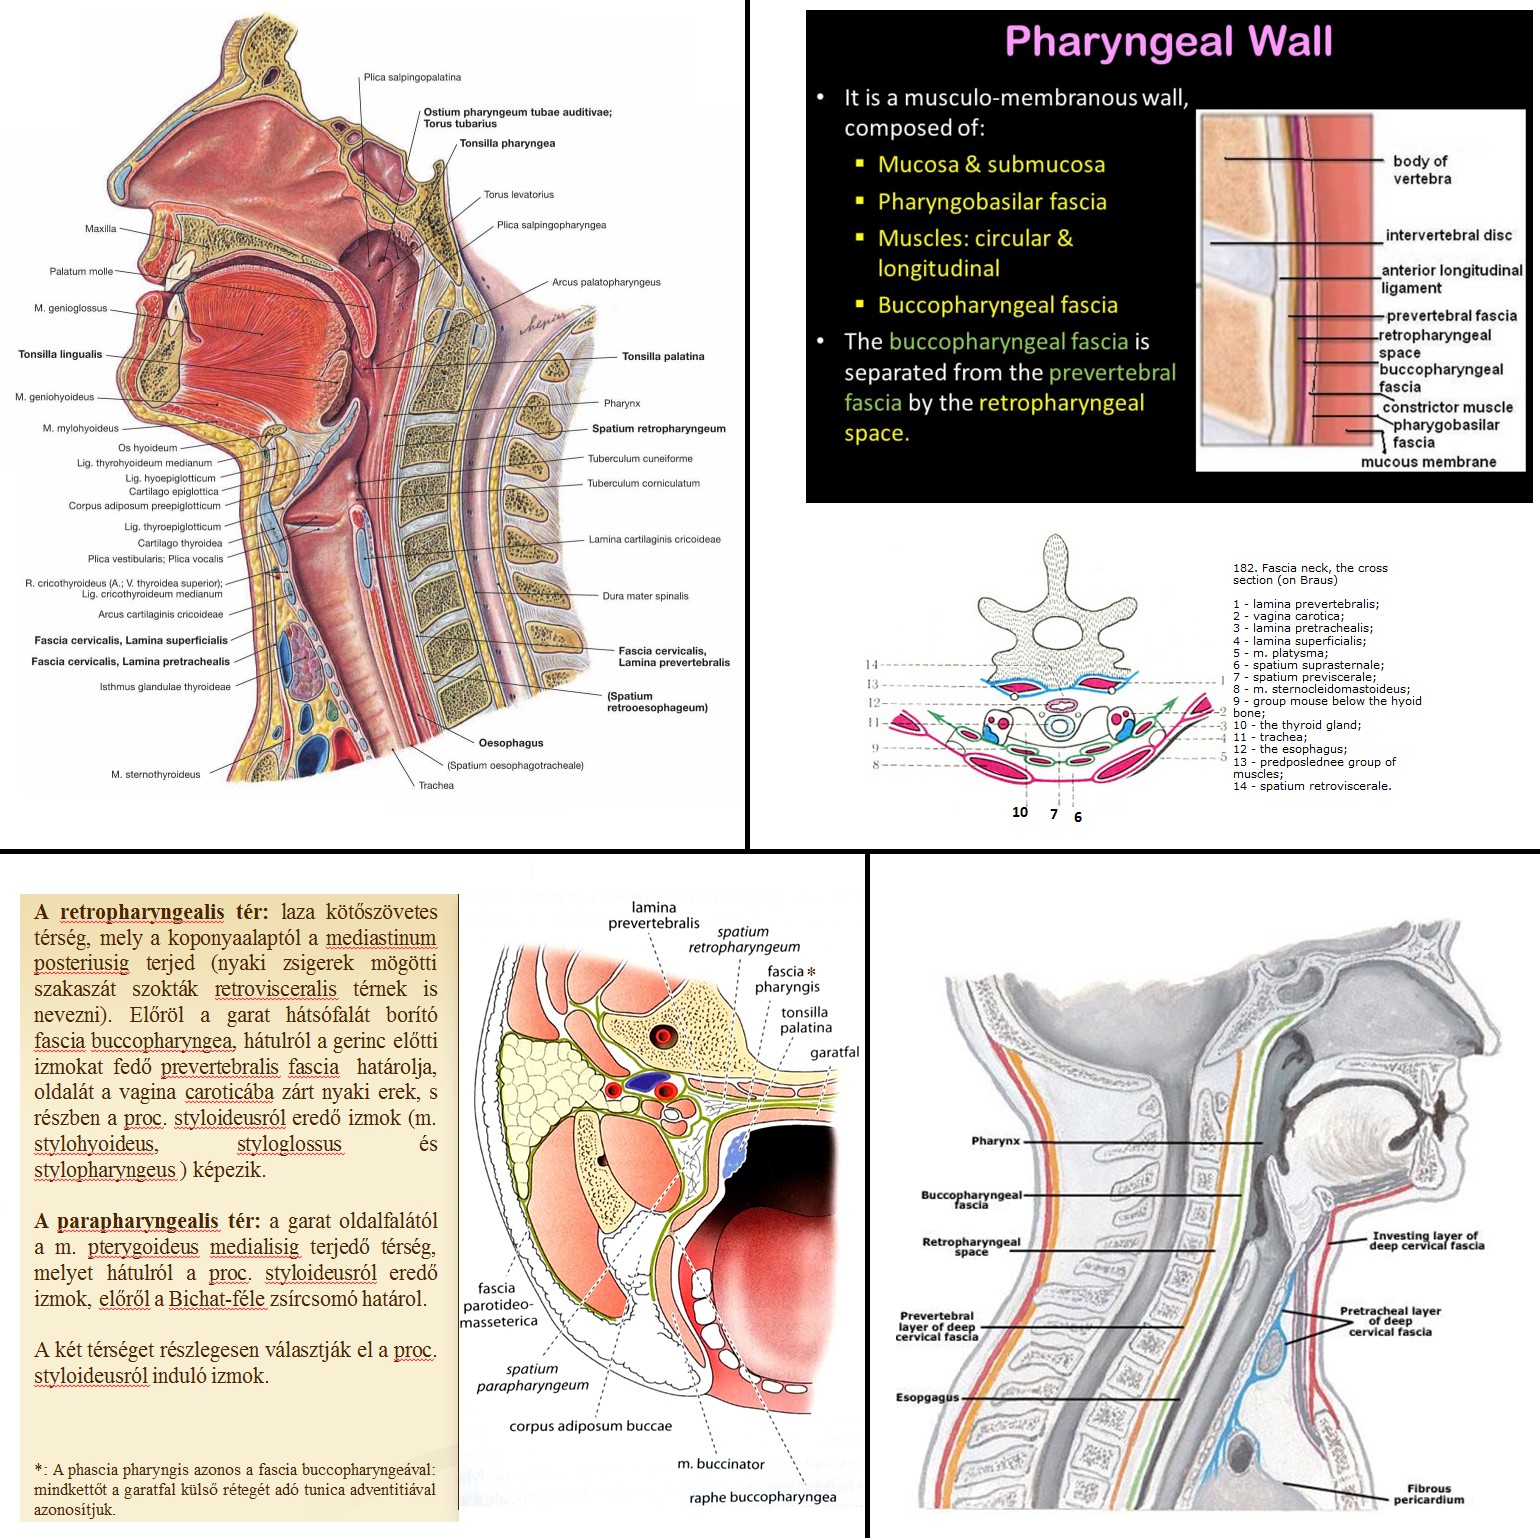 Plica salpingopalatina
Ostium pharyngeum tubae auditivae;
Torus tubarius
Tonsilla pharyngea
Torus levatorius
Plica salpingopharyngea
Arcus palatopharyngeus
Tonsilla palatina
Pharynx
Spatium retropharyngeum
Tuberculum cuneiforme
Tuberculum corniculatum
Lamina cartilaginis cricoideae
Dura mater spinalis
Fascia cervicalis,
Lamina prevertebralis
(Spatium
retrooesophageum)
Oesophagus
(Spatium oesophagotracheale)
Trachea
Maxilla
Palatum molle
M. genioglossus
Tonsilla lingualis
M. geniohyoideus
M. mylohyoideus
Os hyoideum
Lig. thyrohyoideum medianum
Lig. hyoepiglotticum
Cartilago epiglottica
Corpus adiposum preepiglotticum
Lig. thyroepiglotticum
Cartilago thyroidea
Plica vestibularis; Plica vocalis
R. cricothyroideus (A.; V. thyroidea superior);
Lig. cricothyroideum medianum
Arcus cartilaginis cricoideae
Fascia cervicalis, Lamina superficialis
Fascia cervicalis, Lamina pretrachealis
Isthmus glandulae thyroideae
M. sternothyroideus
Pharyngeal Wall
• It is a musculo-membranous wall,
composed of:
▪ Mucosa & submucosa
▪ Pharyngobasilar fascia
▪ Muscles: circular &
longitudinal
▪ Buccopharyngeal fascia
• The buccopharyngeal fascia is
separated from the prevertebral
fascia by the retropharyngeal
space.
body of
vertebra
intervertebral disc
anterior longitudinal
ligament
prevertebral fascia
retropharyngeal
space
buccopharyngeal
fascia
constrictor muscle
pharygobasilar
fascia
mucous membrane
14
13
12
11
9
8
1
2
3
4
5
10 7 6
182. Fascia neck, the cross
section (on Braus)
1 - lamina prevertebralis;
2 - vagina carotica;
3 - lamina pretrachealis;
4 - lamina superficialis;
5 - m. platysma;
6 - spatium suprasternale;
7 - spatium previscerale;
8 - m. sternocleidomastoideus;
9 - group mouse below the hyoid
bone;
10 - the thyroid gland;
11 - trachea;
12 - the esophagus;
13 - predposlednee group of
muscles;
14 - spatium retroviscerale.
A retropharyngealis tér: laza kötőszövetes
térség, mely a koponyaalaptól a mediastinum
posteriusig terjed (nyaki zsigerek mögötti
szakaszát szokták retrovisceralis térnek is
nevezni). Előröl a garat hátsófalát borító
fascia buccopharyngea, hátulról a gerinc előtti
izmokat fedő prevertebralis fascia határolja,
oldalát a vagina caroticába zárt nyaki erek, s
részben a proc. styloideusról eredő izmok (m.
stylohyoideus, styloglossus és
stylopharyngeus ) képezik.
A parapharyngealis tér: a garat oldalfalától
a m. pterygoideus medialisig terjedő térség,
melyet hátulról a proc. styloideusról eredő
izmok, előről a Bichat-féle zsírcsomó határol.
A két térséget részlegesen választják el a proc.
styloideusról induló izmok.
*: A phascia pharyngis azonos a fascia buccopharyngeával:
mindkettőt a garatfal külső rétegét adó tunica adventitiával
azonosítjuk.
lamina
prevertebralis
spatium
retropharyngeum
fascia *
pharyngis
tonsilla
palatina
garatfal
fascia
parotideo-
masseterica
spatium
parapharyngeum
corpus adiposum buccae
m. buccinator
raphe buccopharyngea
Pharynx
Buccopharyngeal
fascia
Retropharyngeal
space
Prevertebral
layer of deep
cervical fascia
Esopgagus
Investing layer of
deep cervical fascia
Pretracheal layer
of deep
cervical fascia
Fibrous
pericardium